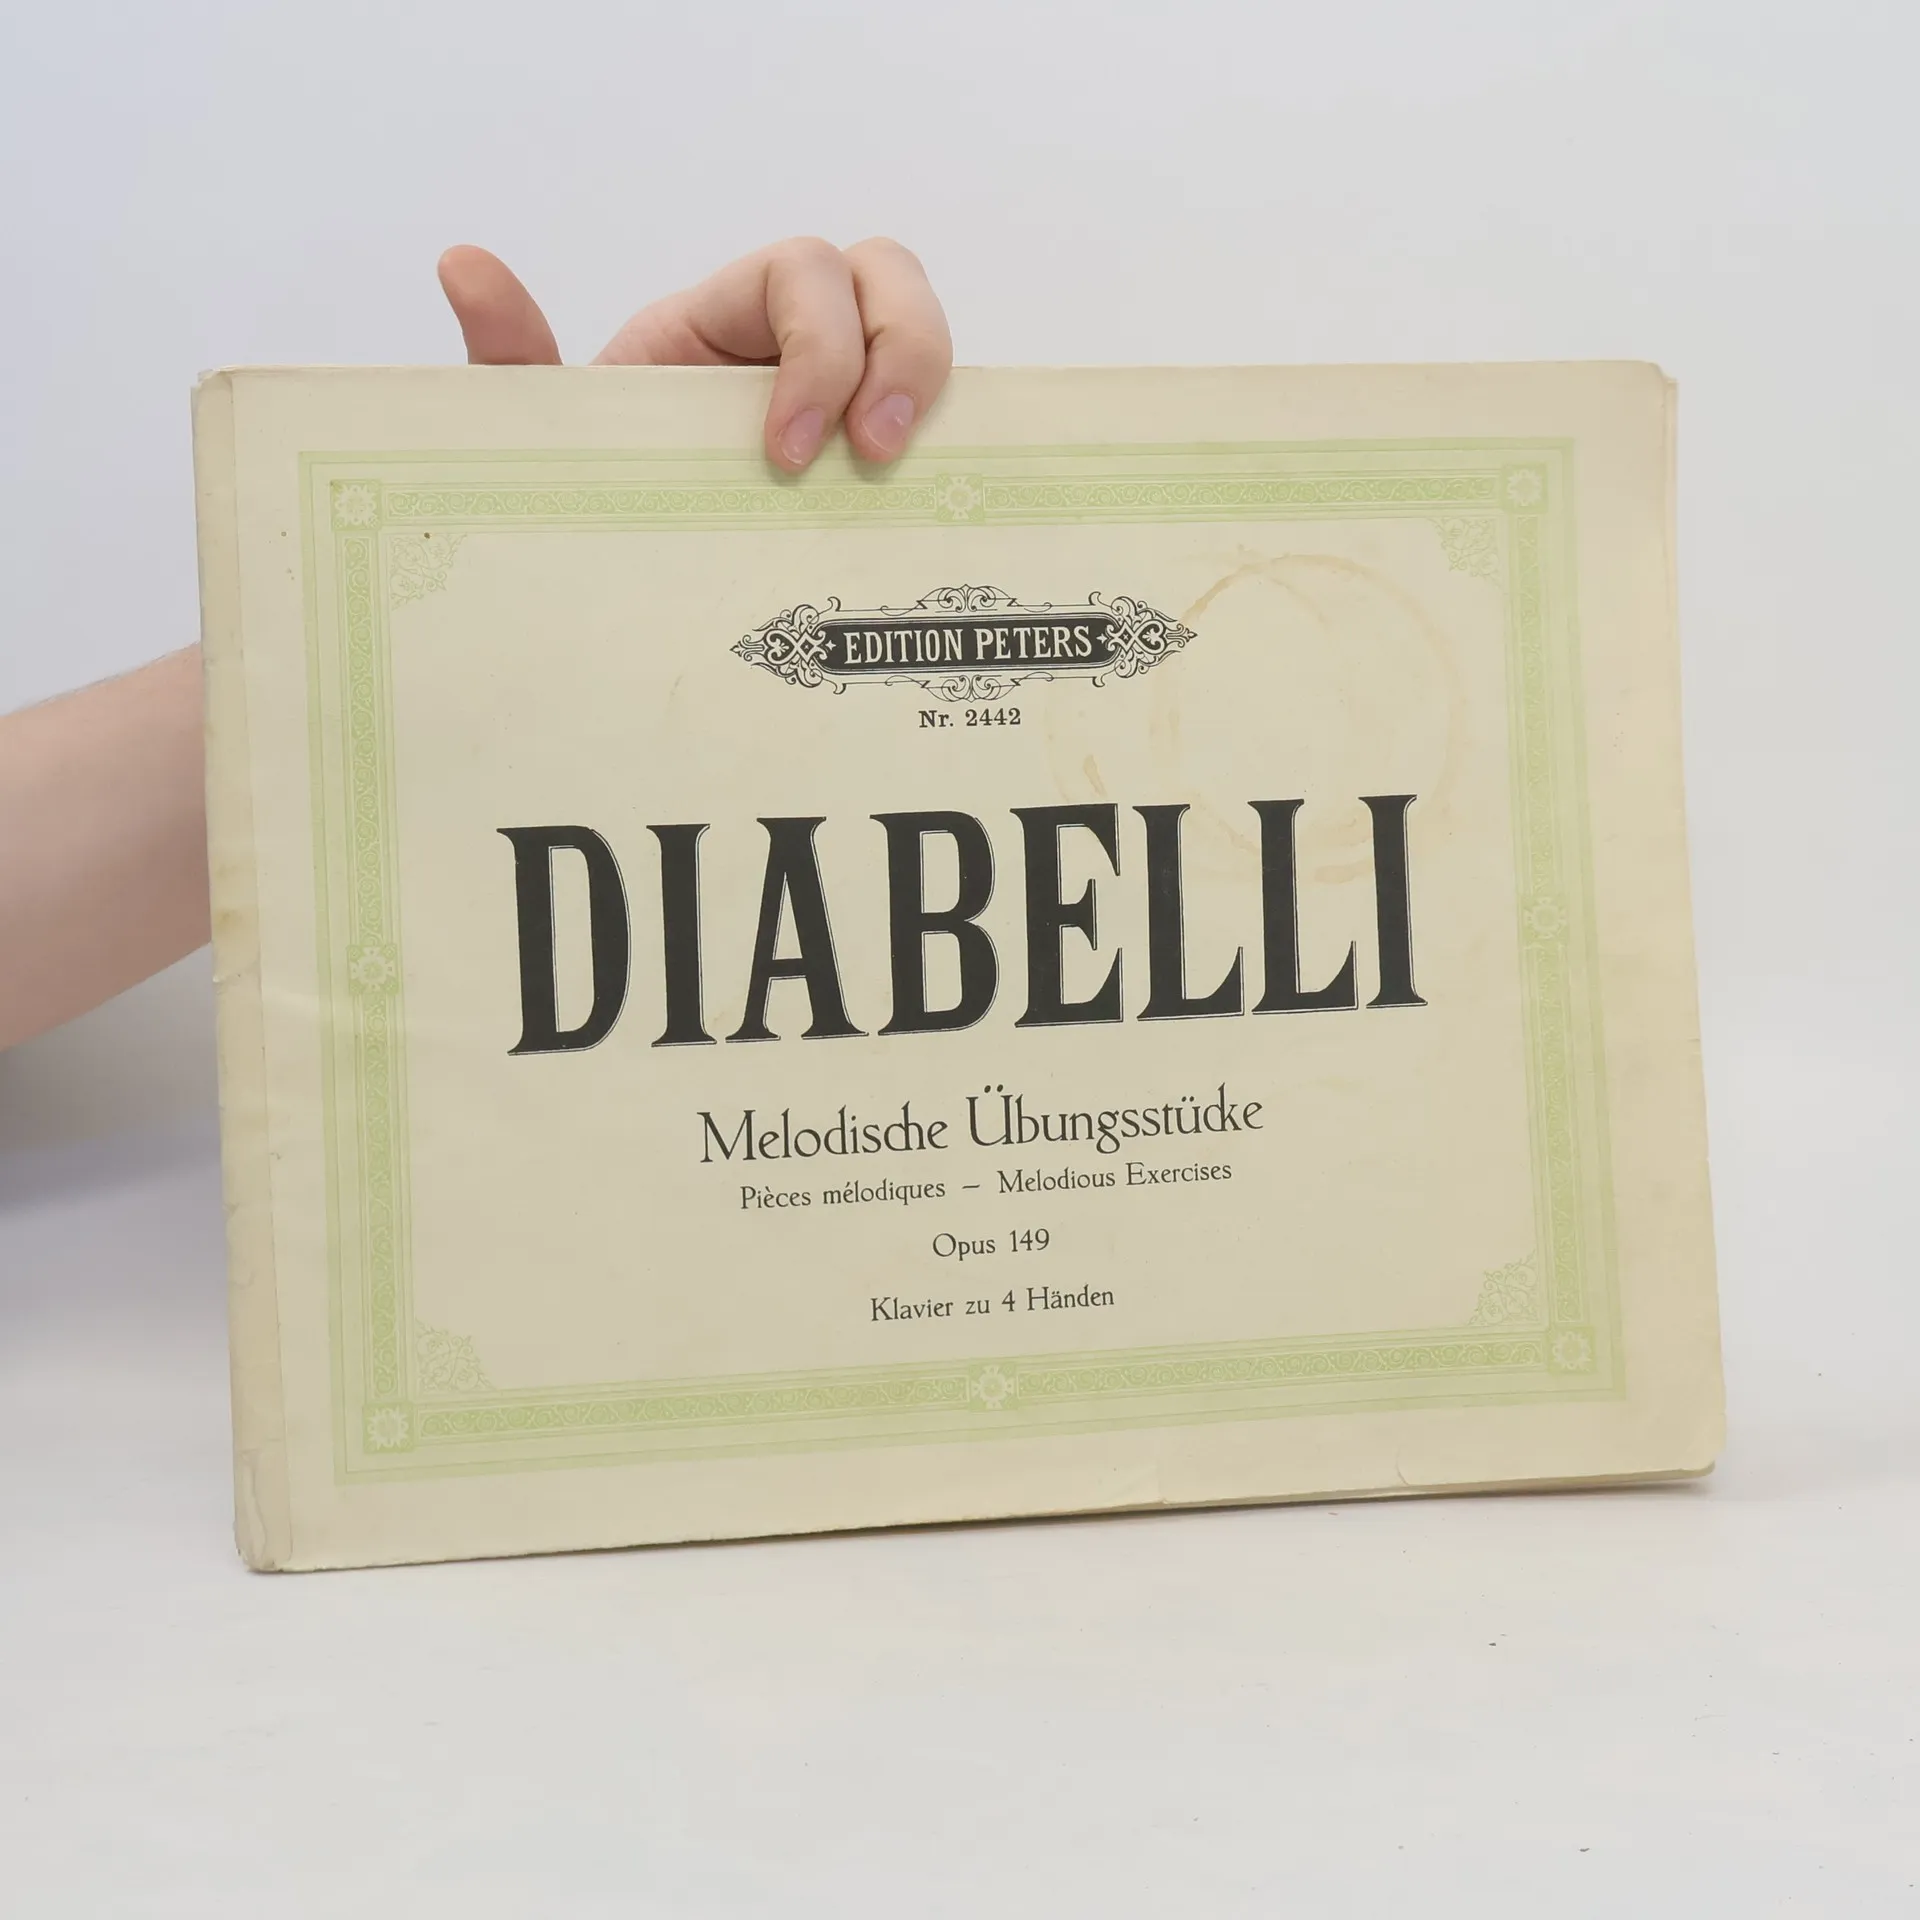 EDITION PETERS
Nr. 2442
DIABELLI
Melodische Übungsstücke
Pièces mélodiques — Melodious Exercises
Opus 149
Klavier zu 4 Händen